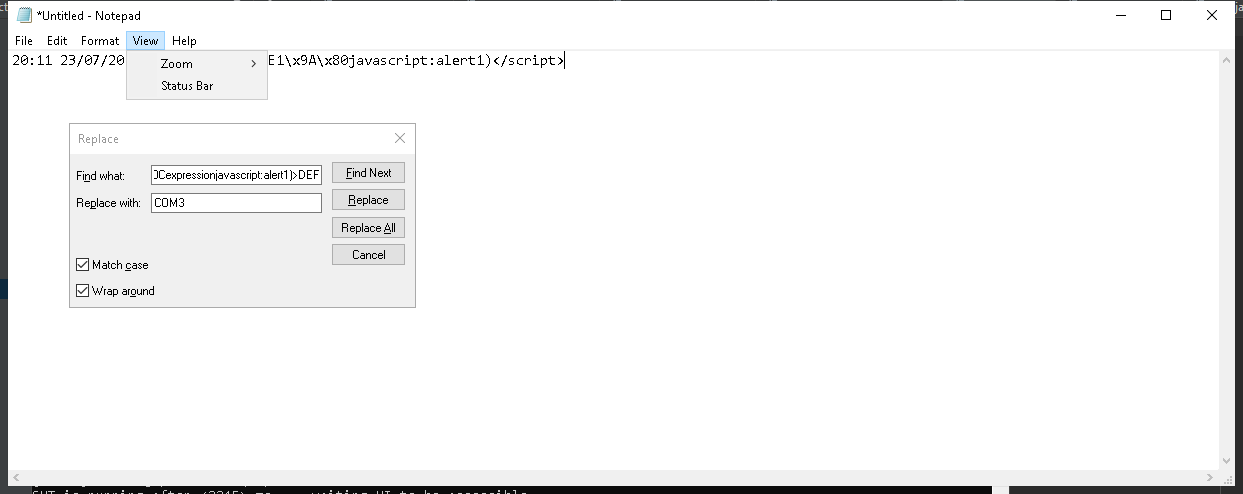 *Untitled - Notepad
File Edit Format View Help
20:11 23/07/20 E1\x9A\x80javascript:alert1)</script>
Zoom
Status Bar
Replace
Find what: 0Cexpressionjavascript:alert1)>DEF Find Next
Replace with: COM3 Replace
Replace All
Cancel
Match case
Wrap around